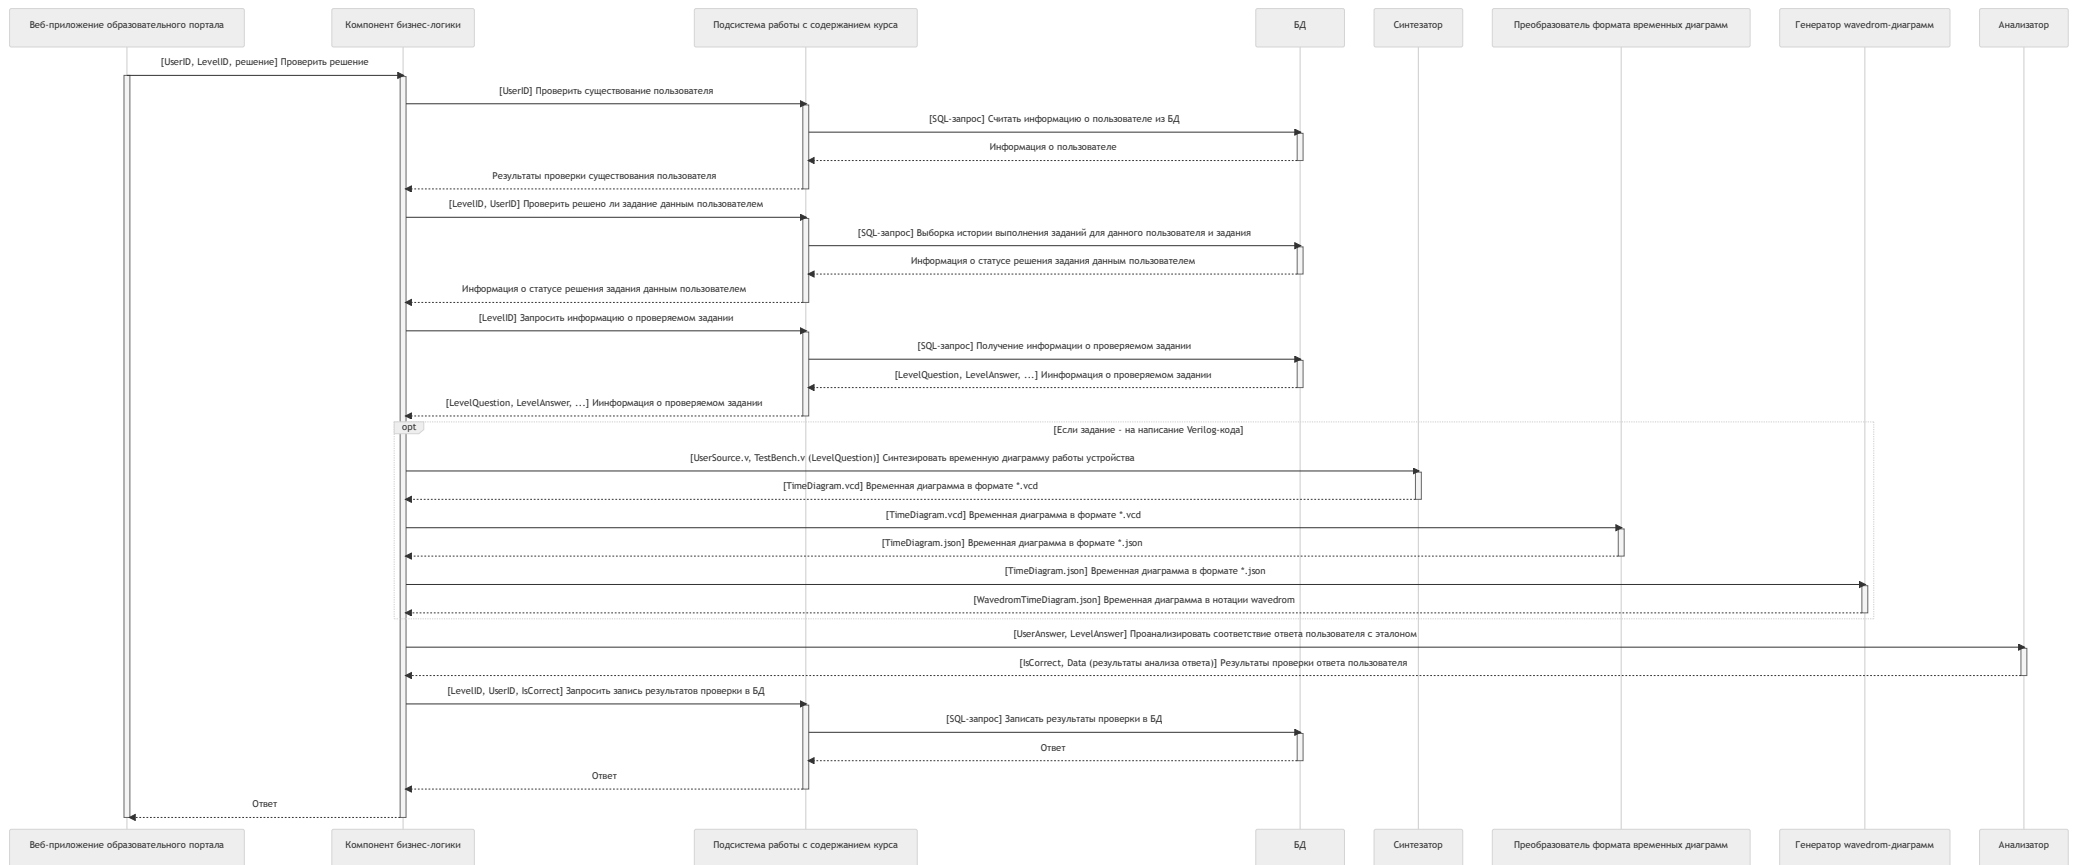 Веб-приложение образовательного портала
Компонент бизнес-логики
Подсистема работы с содержанием курса
БД
Синтезатор
Преобразователь формата временных диаграмм
Генератор wavedrom-диаграмм
Анализатор
[UserID, LevelID, решение] Проверить решение
[UserID] Проверить существование пользователя
[SQL-запрос] Считать информацию о пользователе из БД
Информация о пользователе
Результаты проверки существования пользователя
[LevelID, UserID] Проверить решено ли задание данным пользователем
[SQL-запрос] Выборка истории выполнения заданий для данного пользователя и задания
Информация о статусе решения задания данным пользователем
Информация о статусе решения задания данным пользователем
[LevelID] Запросить информацию о проверяемом задании
[SQL-запрос] Получение информации о проверяемом задании
[LevelQuestion, LevelAnswer, ...] Иинформация о проверяемом задании
[LevelQuestion, LevelAnswer, ...] Иинформация о проверяемом задании
opt
[Если задание - на написание Verilog-кода]
[UserSource.v, TestBench.v (LevelQuestion)] Синтезировать временную диаграмму работы устройства
[TimeDiagram.vcd] Временная диаграмма в формате *.vcd
[TimeDiagram.vcd] Временная диаграмма в формате *.vcd
[TimeDiagram.json] Временная диаграмма в формате *.json
[TimeDiagram.json] Временная диаграмма в формате *.json
[WavedromTimeDiagram.json] Временная диаграмма в нотации wavedrom
[UserAnswer, LevelAnswer] Проанализировать соответствие ответа пользователя с эталоном
[IsCorrect, Data (результаты анализа ответа)] Результаты проверки ответа пользователя
[LevelID, UserID, IsCorrect] Запросить запись результатов проверки в БД
[SQL-запрос] Записать результаты проверки в БД
Ответ
Ответ
Ответ
Веб-приложение образовательного портала
Компонент бизнес-логики
Подсистема работы с содержанием курса
БД
Синтезатор
Преобразователь формата временных диаграмм
Генератор wavedrom-диаграмм
Анализатор